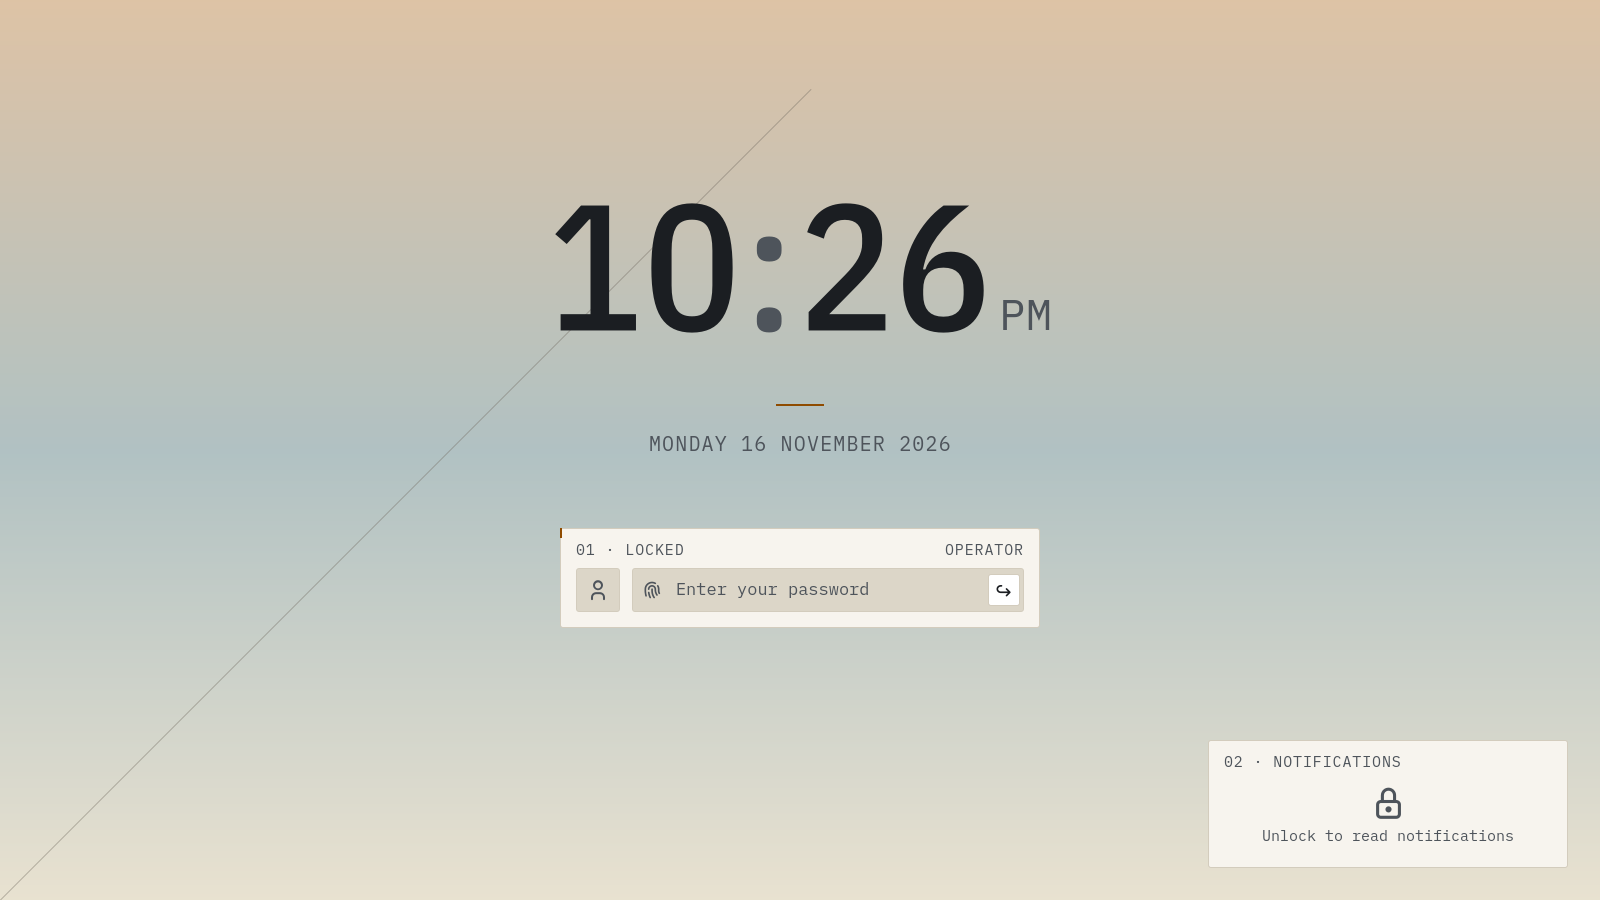 10:26 PM
MONDAY 16 NOVEMBER 2026
01 · LOCKED OPERATOR
Enter your password
02 · NOTIFICATIONS
Unlock to read notifications